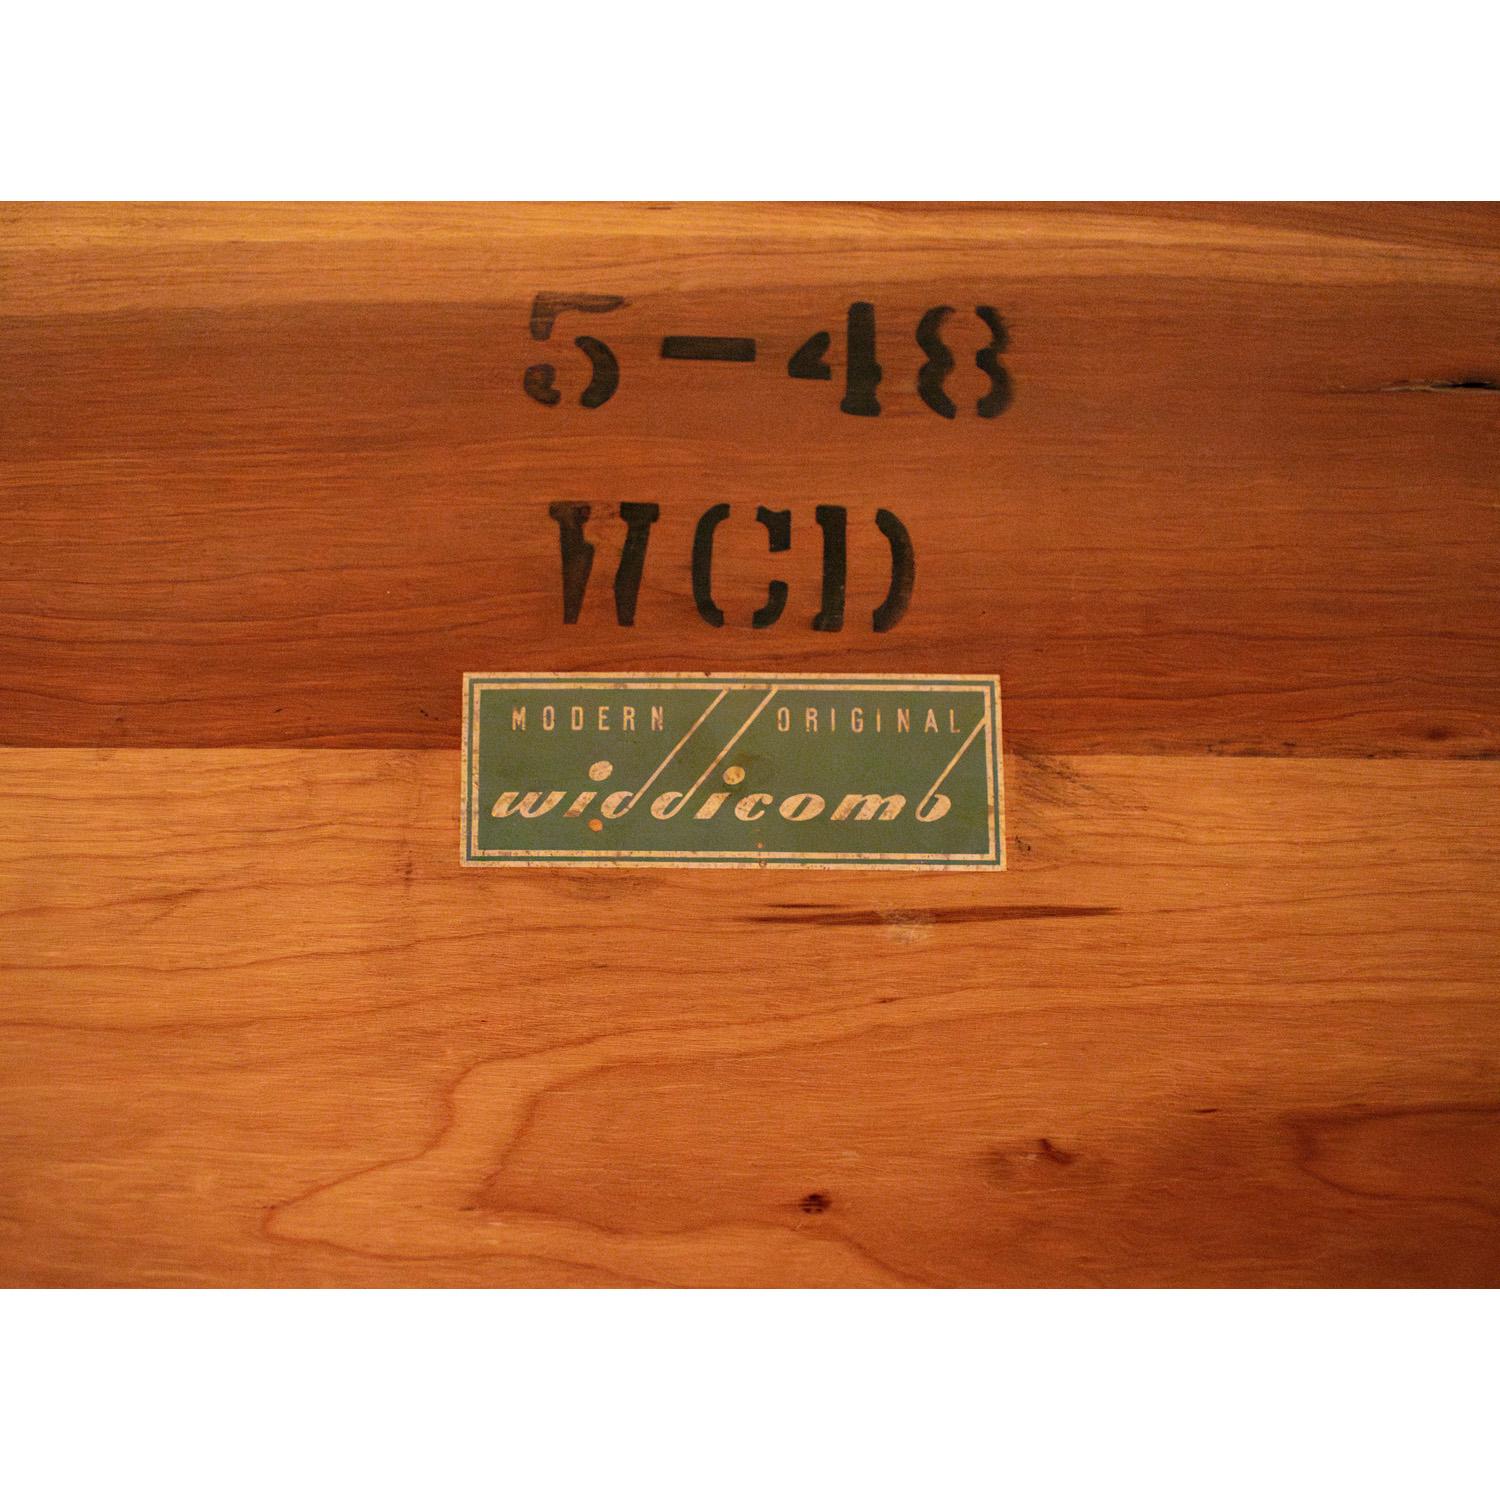 5-48
WCD
MODERN ORIGINAL
widdicomb